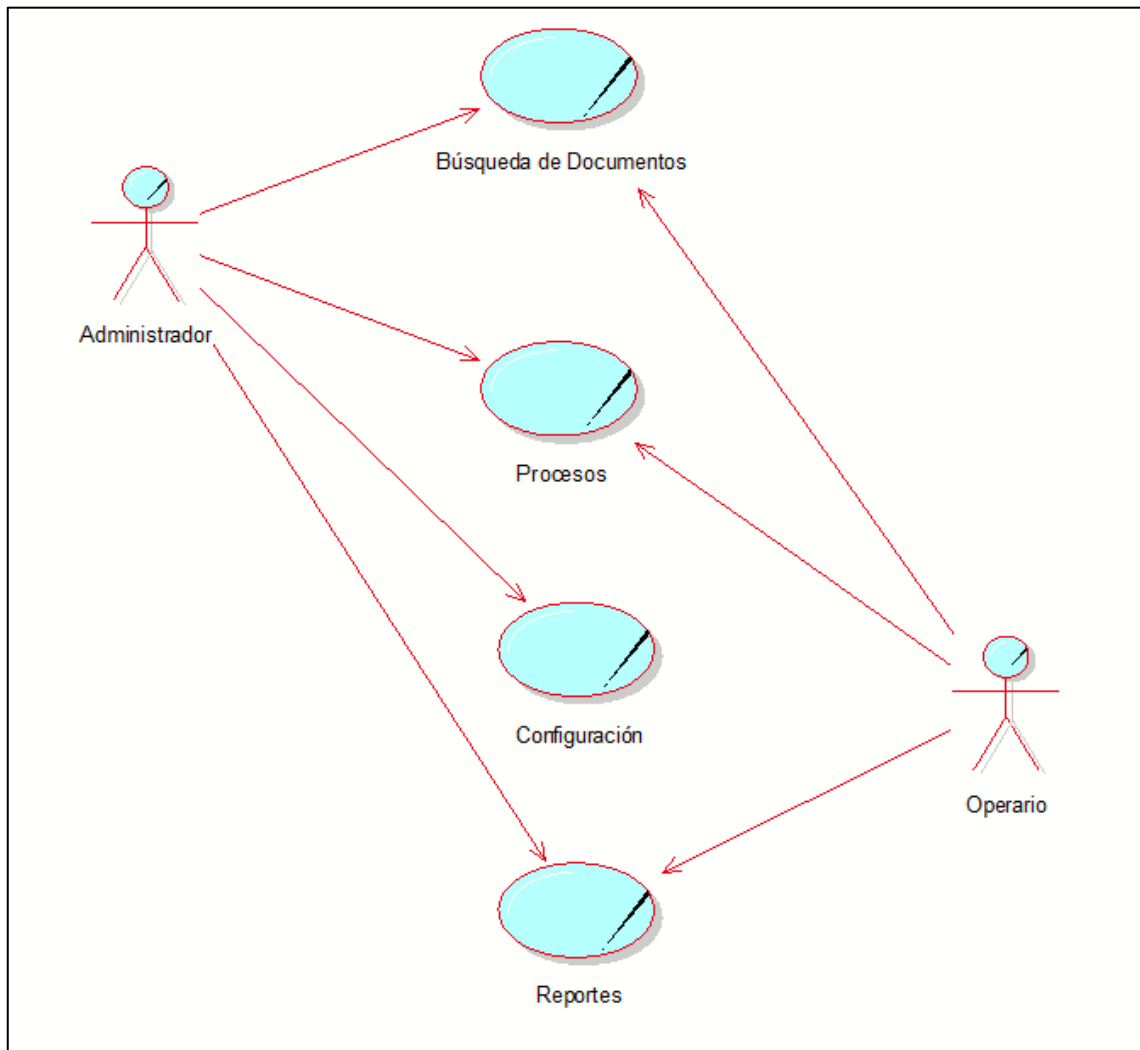 Búsqueda de Documentos
Administrador
Procesos
Configuración
Operario
Reportes